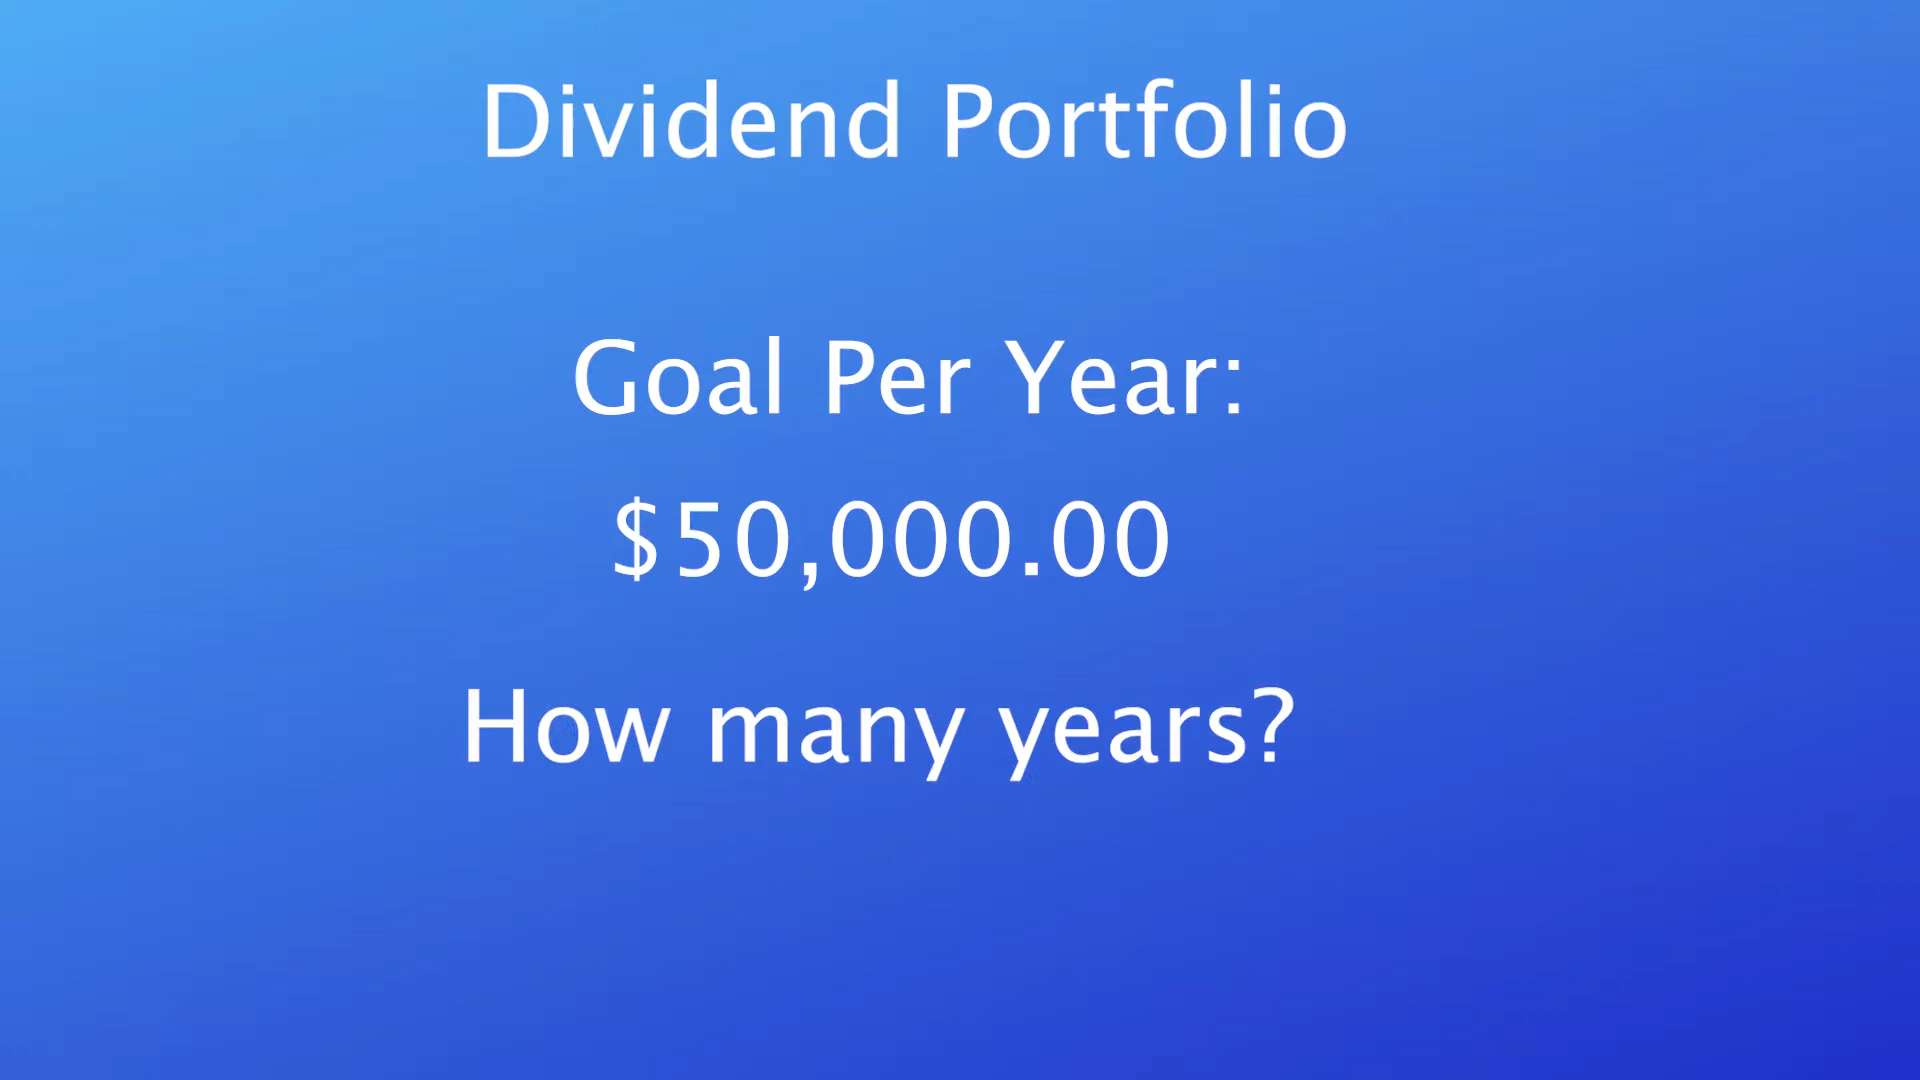 Dividend Portfolio
Goal Per Year:
$50,000.00
How many years?